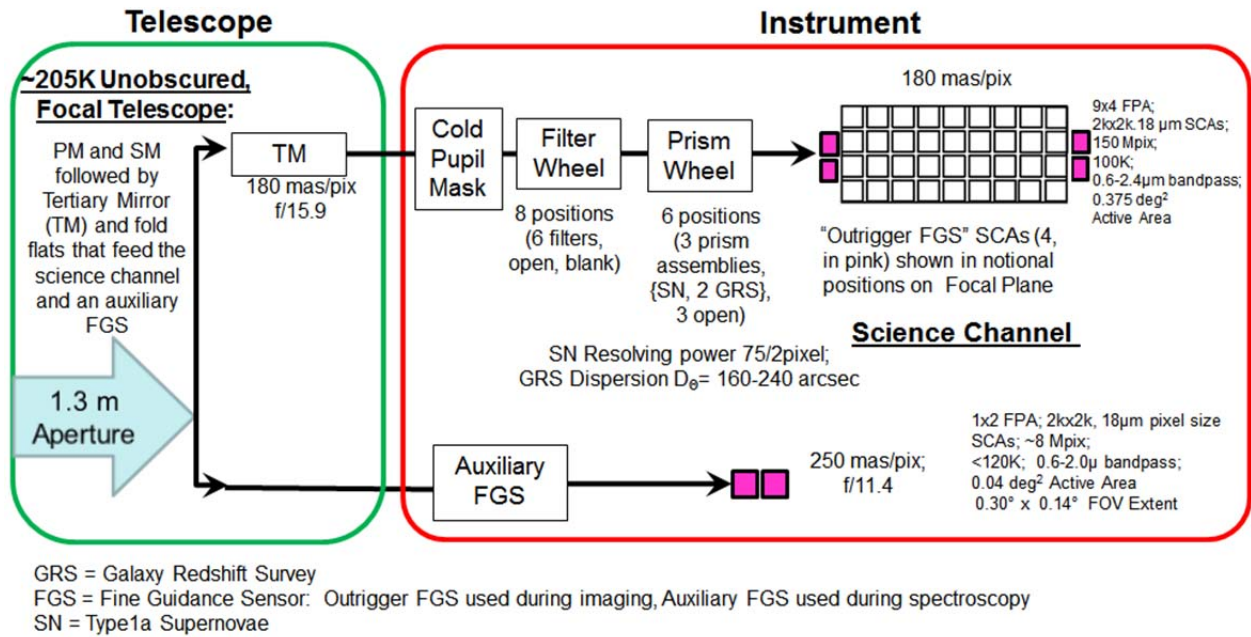 Telescope
Instrument
~205K Unobscured,
Focal Telescope:
PM and SM
followed by
Tertiary Mirror
(TM) and fold
flats that feed the
science channel
and an auxiliary
FGS
1.3 m
Aperture
TM
180 mas/pix
f/15.9
Cold
Pupil
Mask
Filter
Wheel
8 positions
(6 filters,
open, blank)
Prism
Wheel
6 positions
(3 prism
assemblies,
{SN, 2 GRS},
3 open)
180 mas/pix
9x4 FPA;
2kx2k.18 µm SCAs;
150 Mpix;
100K;
0.6-2.4µm bandpass;
0.375 deg²
Active Area
"Outrigger FGS" SCAs (4,
in pink) shown in notional
positions on Focal Plane
Science Channel
SN Resolving power 75/2pixel;
GRS Dispersion Dɵ= 160-240 arcsec
Auxiliary
FGS
250 mas/pix;
f/11.4
1x2 FPA; 2kx2k, 18µm pixel size
SCAs; ~8 Mpix;
<120K; 0.6-2.0µ bandpass;
0.04 deg² Active Area
0.30° x 0.14° FOV Extent
GRS = Galaxy Redshift Survey
FGS = Fine Guidance Sensor: Outrigger FGS used during imaging, Auxiliary FGS used during spectroscopy
SN = Type1a Supernovae